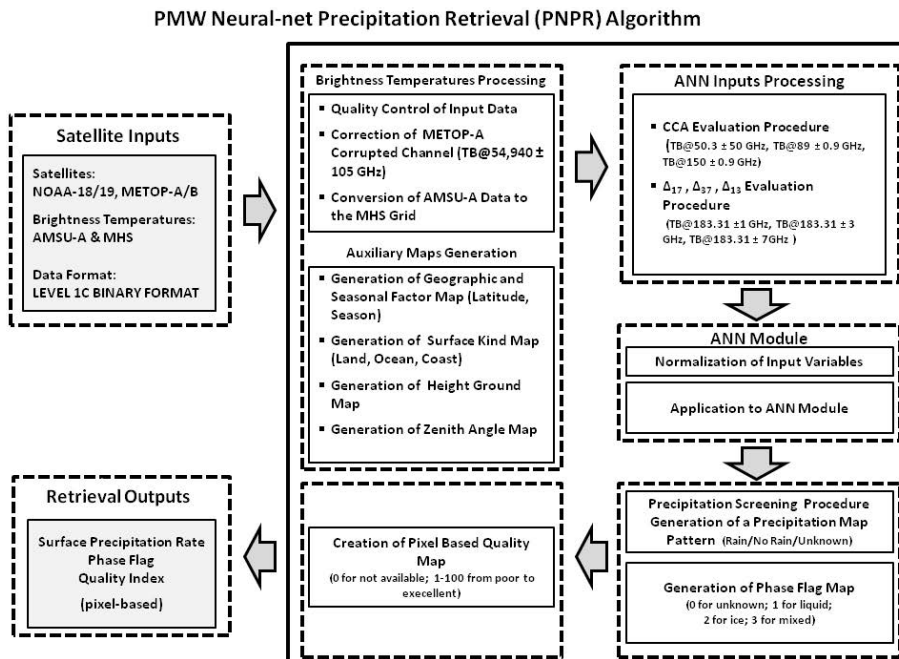 PMW Neural-net Precipitation Retrieval (PNPR) Algorithm
Satellite Inputs
Satellites:
NOAA-18/19, METOP-A/B
Brightness Temperatures:
AMSU-A & MHS
Data Format:
LEVEL 1C BINARY FORMAT
Brightness Temperatures Processing
▪ Quality Control of Input Data
▪ Correction of METOP-A
Corrupted Channel (TB@54,940 ±
105 GHz)
▪ Conversion of AMSU-A Data to
the MHS Grid
Auxiliary Maps Generation
▪ Generation of Geographic and
Seasonal Factor Map (Latitude,
Season)
▪ Generation of Surface Kind Map
(Land, Ocean, Coast)
▪ Generation of Height Ground
Map
▪ Generation of Zenith Angle Map
ANN Inputs Processing
▪ CCA Evaluation Procedure
(TB@50.3 ± 50 GHz, TB@89 ± 0.9 GHz,
TB@150 ± 0.9 GHz)
▪ Δ₁₇ , Δ₃₇ , Δ₁₃ Evaluation
Procedure
(TB@183.31 ±1 GHz, TB@183.31 ± 3
GHz, TB@183.31 ± 7GHz )
ANN Module
Normalization of Input Variables
Application to ANN Module
Precipitation Screening Procedure
Generation of a Precipitation Map
Pattern (Rain/No Rain/Unknown)
Generation of Phase Flag Map
(0 for unknown; 1 for liquid;
2 for ice; 3 for mixed)
Creation of Pixel Based Quality
Map
(0 for not available; 1-100 from poor to
execellent)
Retrieval Outputs
Surface Precipitation Rate
Phase Flag
Quality Index
(pixel-based)